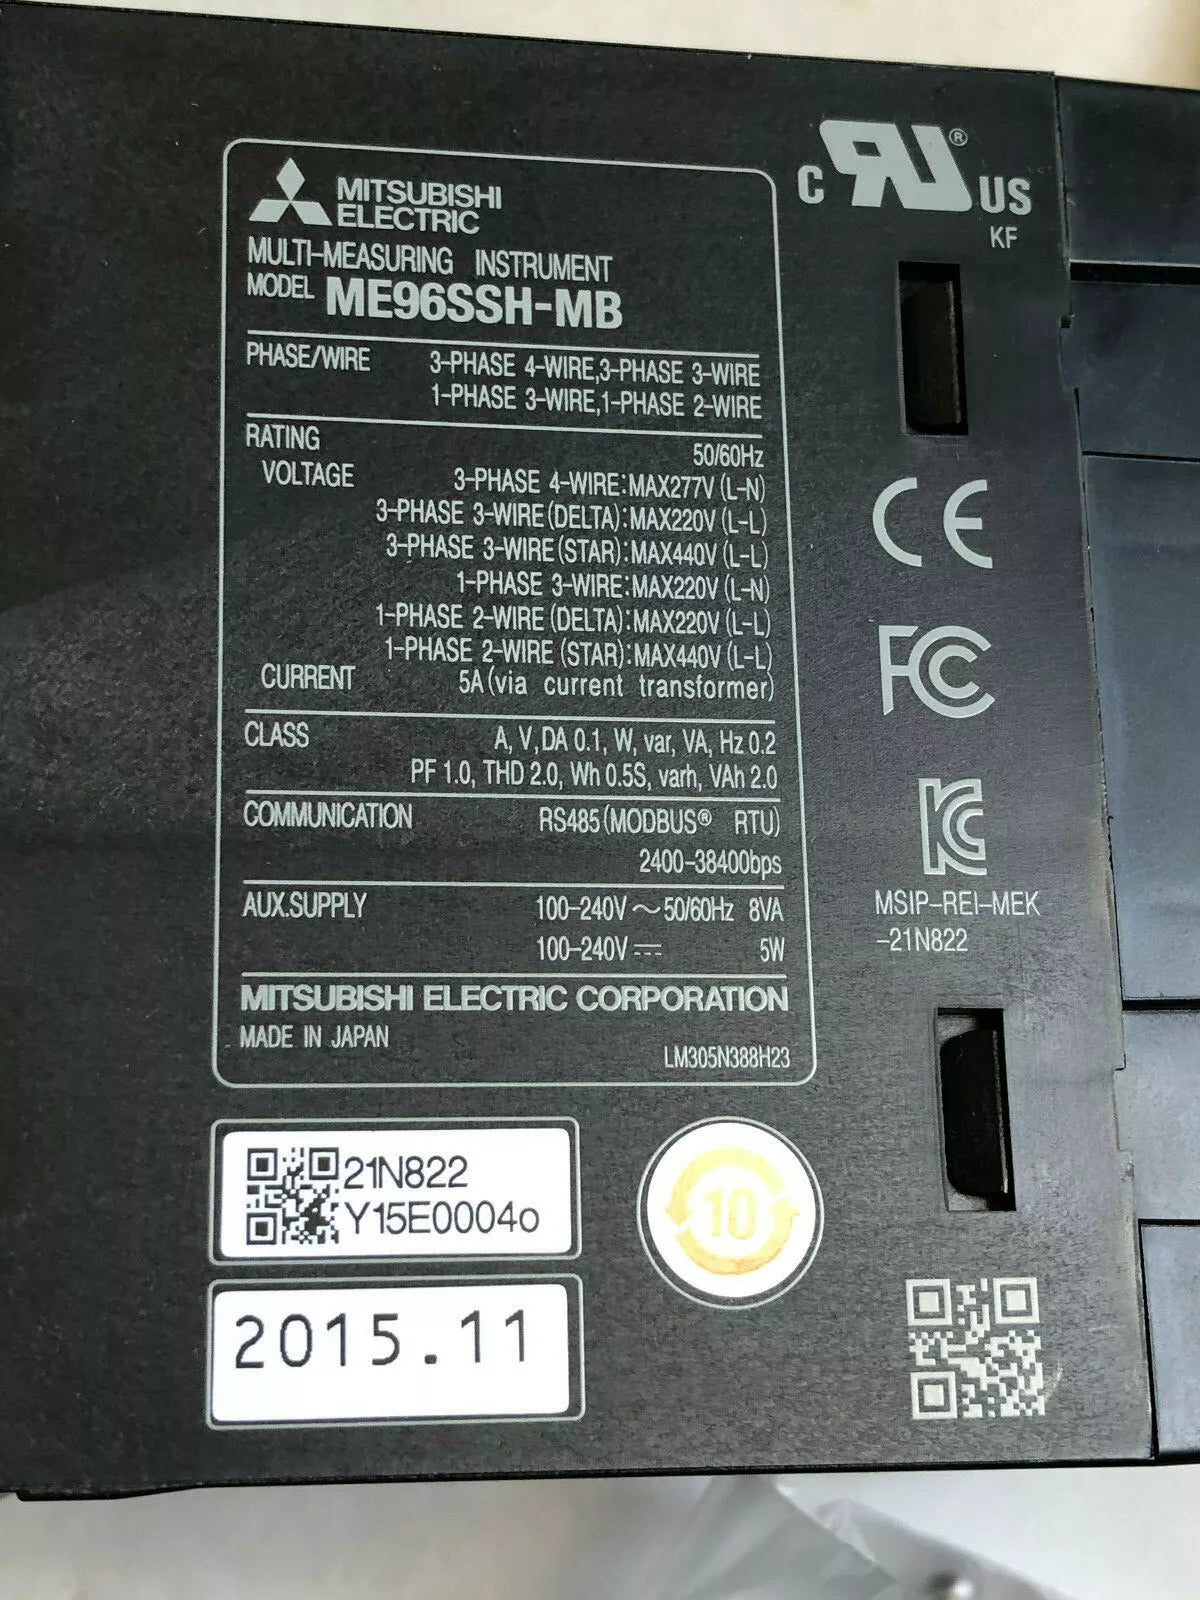 MITSUBISHI
ELECTRIC
MULTI-MEASURING INSTRUMENT
MODEL ME96SSH-MB
PHASE/WIRE 3-PHASE 4-WIRE,3-PHASE 3-WIRE
1-PHASE 3-WIRE,1-PHASE 2-WIRE
RATING 50/60Hz
VOLTAGE 3-PHASE 4-WIRE:MAX277V (L-N)
3-PHASE 3-WIRE (DELTA):MAX220V (L-L)
3-PHASE 3-WIRE (STAR):MAX440V (L-L)
1-PHASE 3-WIRE:MAX220V (L-N)
1-PHASE 2-WIRE (DELTA):MAX220V (L-L)
1-PHASE 2-WIRE (STAR):MAX440V (L-L)
CURRENT 5A (via current transformer)
CLASS A, V, DA 0.1, W, var, VA, Hz 0.2
PF 1.0, THD 2.0, Wh 0.5S, varh, VAh 2.0
COMMUNICATION RS485 (MODBUS® RTU)
2400-38400bps
AUX.SUPPLY 100-240V ~ 50/60Hz 8VA
100-240V ⎓ 5W
MITSUBISHI ELECTRIC CORPORATION
MADE IN JAPAN
LM305N388H23
21N822
Y15E0004o
2015.11
10
c RU ® US
KF
CE
FC
KC
MSIP-REI-MEK
-21N822